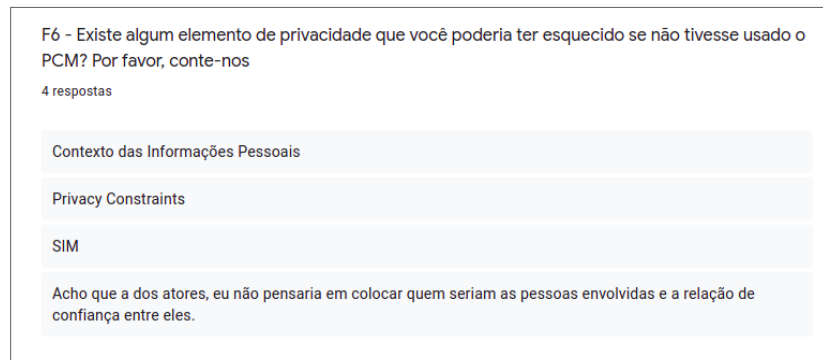 F6 - Existe algum elemento de privacidade que você poderia ter esquecido se não tivesse usado o
PCM? Por favor, conte-nos
4 respostas
Contexto das Informações Pessoais
Privacy Constraints
SIM
Acho que a dos atores, eu não pensaria em colocar quem seriam as pessoas envolvidas e a relação de
confiança entre eles.